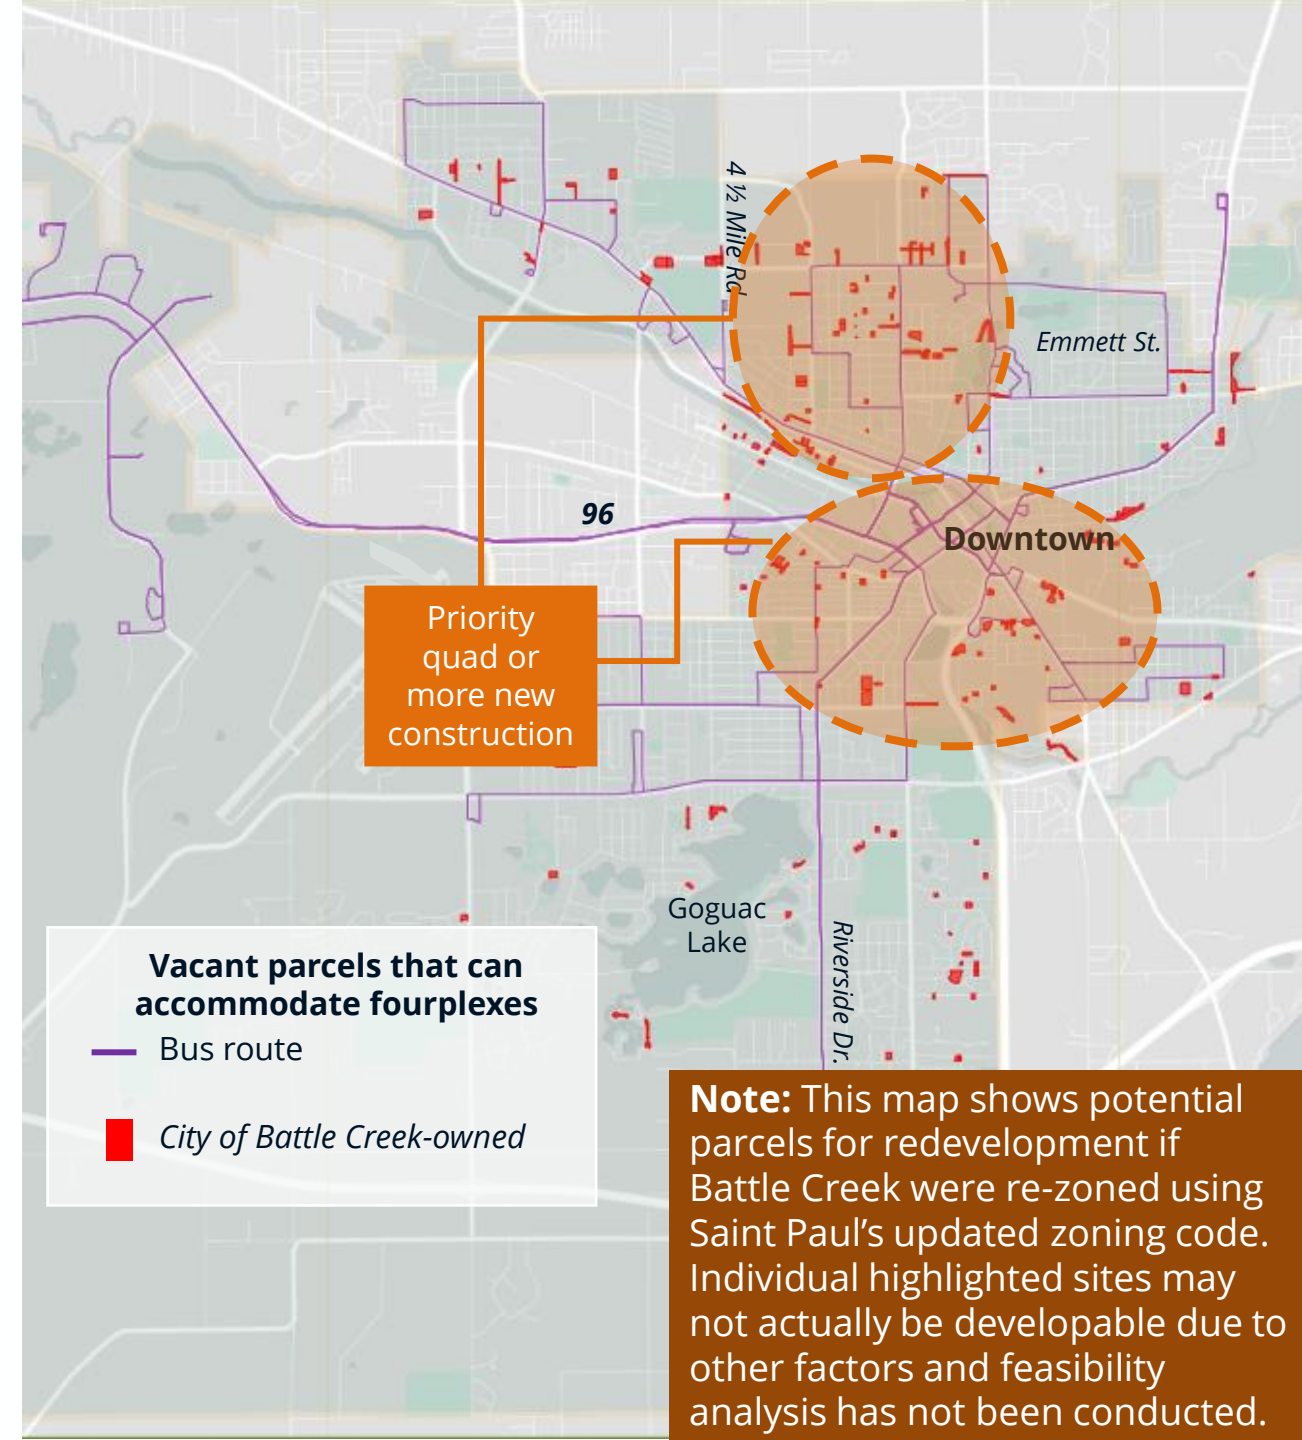 4 ½ Mile Rd
Emmett St.
96
Downtown
Priority
quad or
more new
construction
Goguac
Lake
Riverside Dr.
Vacant parcels that can
accommodate fourplexes
Bus route
City of Battle Creek-owned
Note: This map shows potential
parcels for redevelopment if
Battle Creek were re-zoned using
Saint Paul’s updated zoning code.
Individual highlighted sites may
not actually be developable due to
other factors and feasibility
analysis has not been conducted.